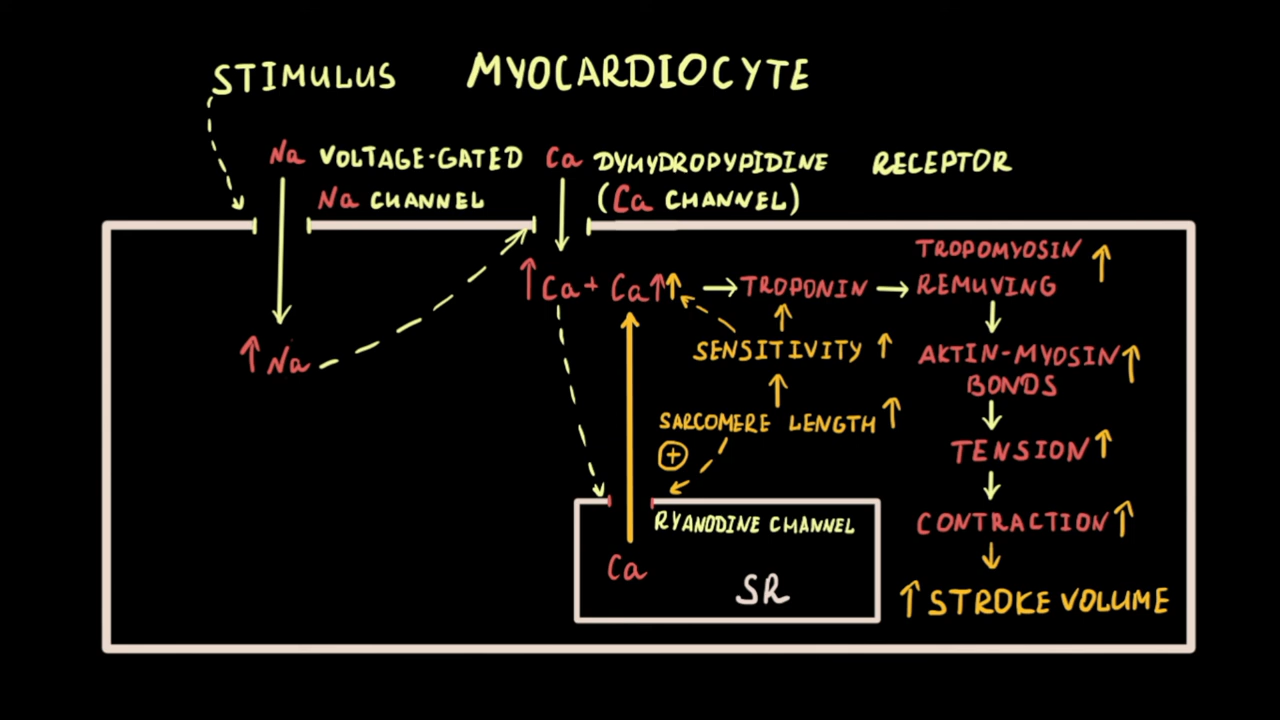 STIMULUS MYOCARDIOCYTE
Na VOLTAGE-GATED
Na CHANNEL
Ca DYHYDROPYPIDINE RECEPTOR
(Ca CHANNEL)
↑Na
↑Ca + Ca↑↑ → TROPONIN → TROPOMYOSIN
REMUVING ↑
SENSITIVITY ↑
SARCOMERE LENGTH ↑
+
AKTIN-MYOSIN
BONDS ↑
TENSION ↑
CONTRACTION ↑
↑ STROKE VOLUME
RYANODINE CHANNEL
Ca
SR